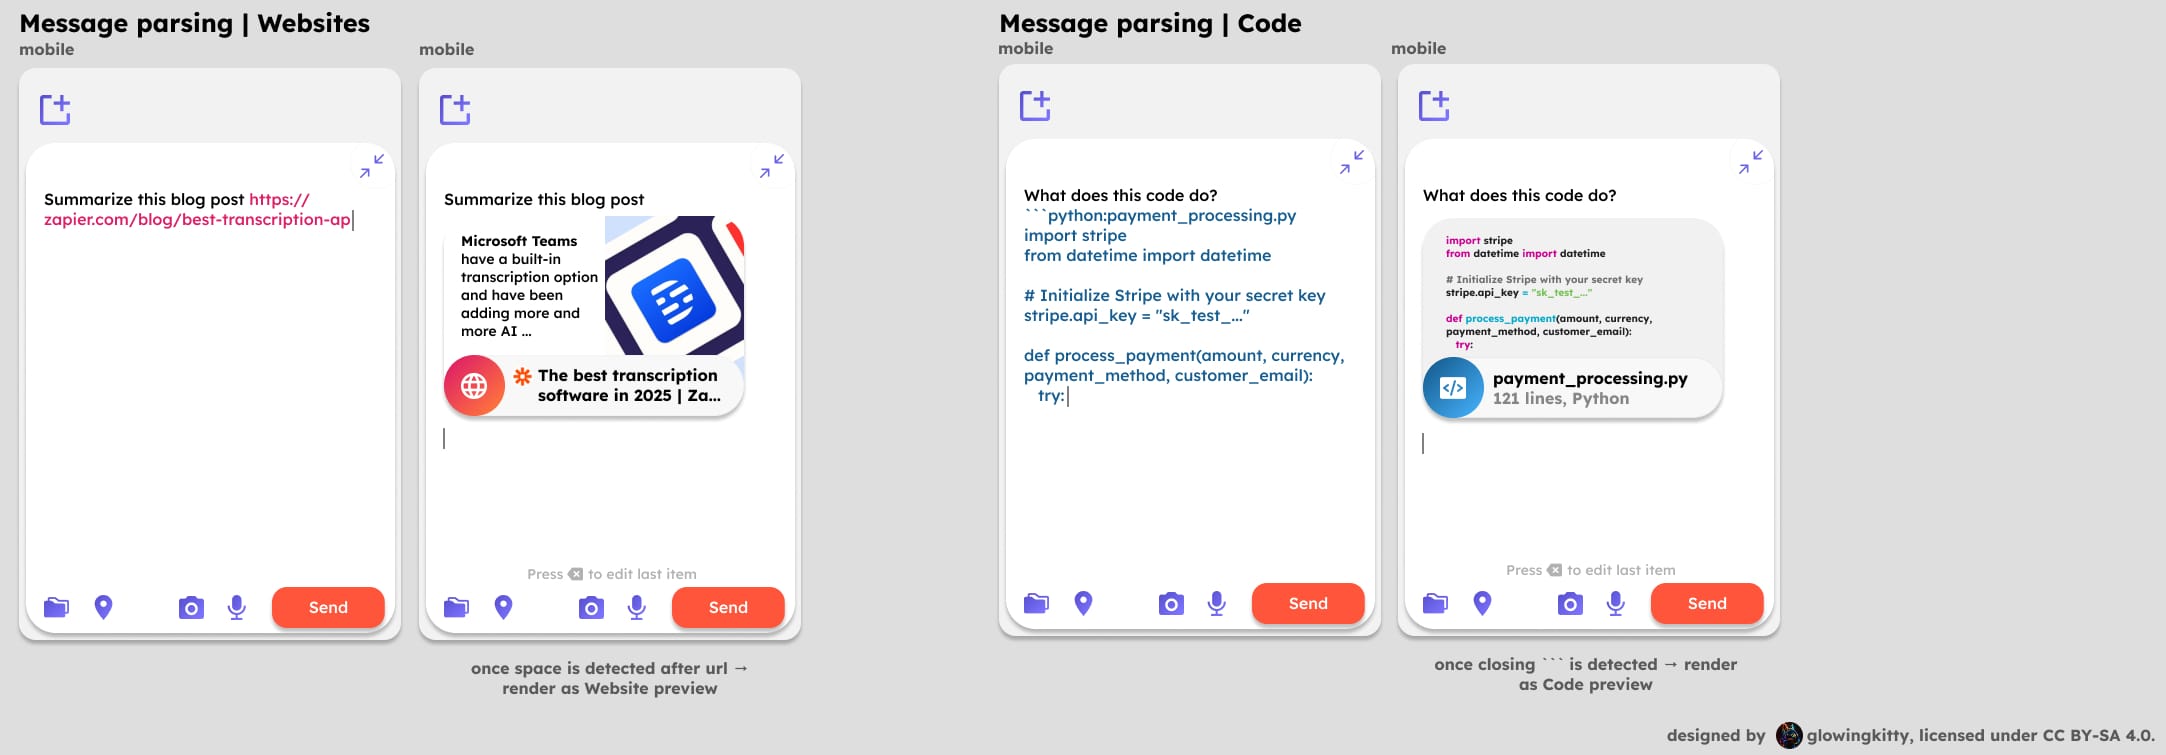 Message parsing | Websites
mobile
Summarize this blog post https://
zapier.com/blog/best-transcription-ap
Send
mobile
Summarize this blog post
Microsoft Teams
have a built-in
transcription option
and have been
adding more and
more AI ...
The best transcription
software in 2025 | Za...
Press to edit last item
Send
once space is detected after url →
render as Website preview
Message parsing | Code
mobile
What does this code do?
```python:payment_processing.py
import stripe
from datetime import datetime
# Initialize Stripe with your secret key
stripe.api_key = "sk_test_..."
def process_payment(amount, currency,
payment_method, customer_email):
try:
Send
mobile
What does this code do?
import stripe
from datetime import datetime
# Initialize Stripe with your secret key
stripe.api_key = "sk_test_..."
def process_payment(amount, currency,
payment_method, customer_email):
try:
</>
payment_processing.py
121 lines, Python
Press to edit last item
Send
once closing ``` is detected → render
as Code preview
designed by glowingkitty, licensed under CC BY-SA 4.0.